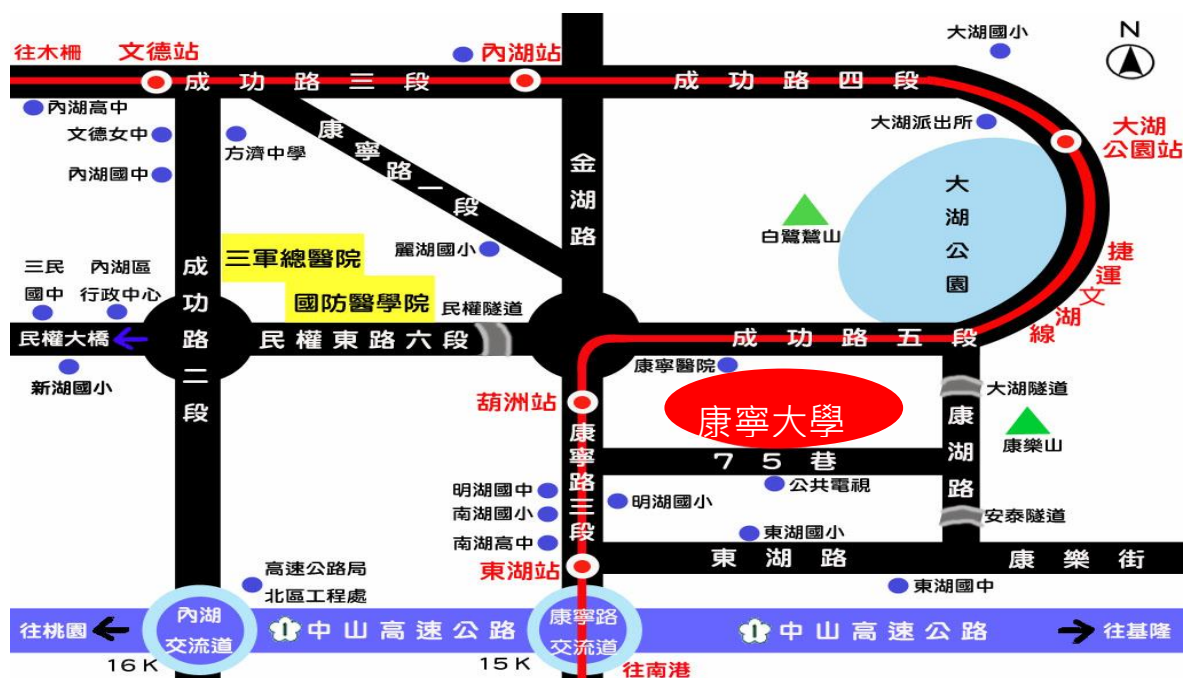 大湖國小
N
往木柵
文德站
內湖站
成功路三段
成功路四段
內湖高中
文德女中
方濟中學
內湖國中
康寧路一段
金湖路
大湖派出所
大湖
公園站
大湖公園
白鷺鷥山
捷運文湖線
三軍總醫院
國防醫學院
麗湖國小
民權隧道
三民
國中
內湖區
行政中心
成功路二段
民權大橋
民權東路六段
成功路五段
新湖國小
康寧醫院
葫洲站
康寧大學
大湖隧道
康樂山
康湖路
75巷
康寧路三段
公共電視
明湖國中
明湖國小
南湖國小
安泰隧道
南湖高中
東湖國小
東湖站
東湖路
康樂街
高速公路局
北區工程處
東湖國中
往桃園
內湖
交流道
1
中山高速公路
康寧路
交流道
1
中山高速公路
往基隆
16K
15K
往南港